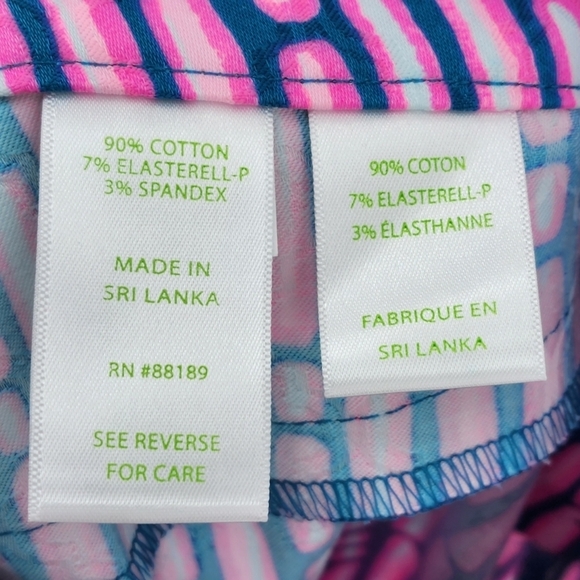 90% COTTON
7% ELASTERELL-P
3% SPANDEX
MADE IN
SRI LANKA
RN #88189
SEE REVERSE
FOR CARE
90% COTON
7% ELASTERELL-P
3% ÉLASTHANNE
FABRIQUE EN
SRI LANKA